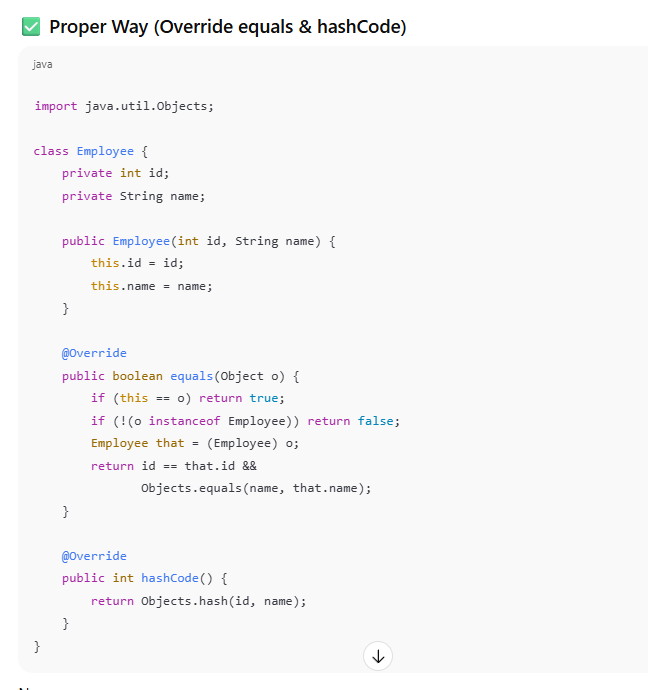 ✅ Proper Way (Override equals & hashCode)
java
import java.util.Objects;
class Employee {
    private int id;
    private String name;
    public Employee(int id, String name) {
        this.id = id;
        this.name = name;
    }
    @Override
    public boolean equals(Object o) {
        if (this == o) return true;
        if (!(o instanceof Employee)) return false;
        Employee that = (Employee) o;
        return id == that.id &&
               Objects.equals(name, that.name);
    }
    @Override
    public int hashCode() {
        return Objects.hash(id, name);
    }
}